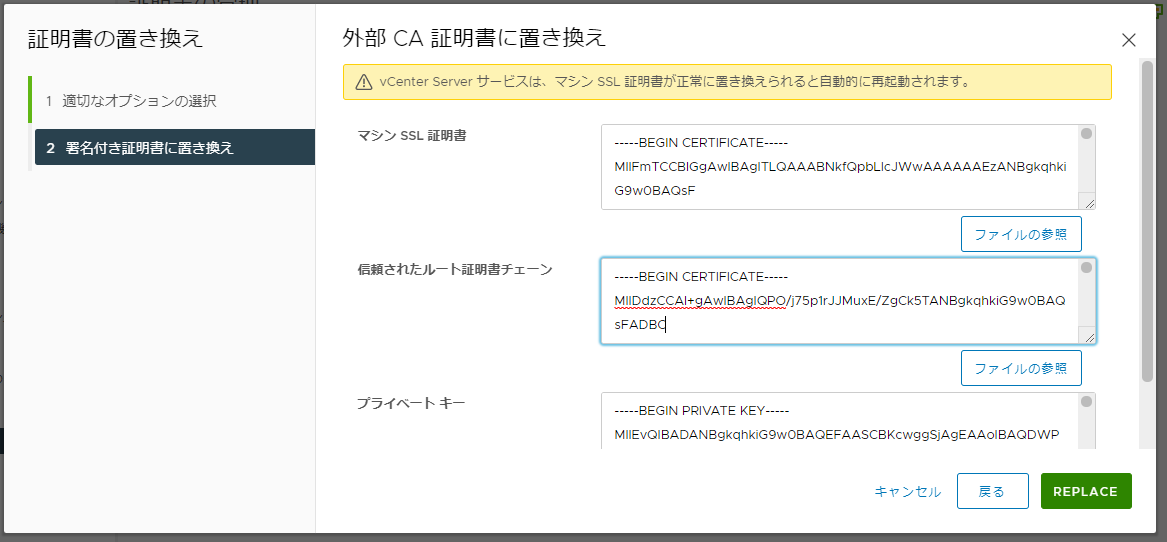 証明書の置き換え
1 適切なオプションの選択
2 署名付き証明書に置き換え
外部 CA 証明書に置き換え
vCenter Server サービスは、マシン SSL 証明書が正常に置き換えられると自動的に再起動されます。
マシン SSL 証明書
-----BEGIN CERTIFICATE-----
MIIFmTCCBIGgAwIBAgITLQAAABNkfQpbLIcJWwAAAAAAEzANBgkqhki
G9w0BAQsF
ファイルの参照
信頼されたルート証明書チェーン
-----BEGIN CERTIFICATE-----
MIIDdzCCAl+gAwIBAgIQPO/j75p1rJJMuxE/ZgCk5TANBgkqhkiG9w0BAQ
sFADBC
ファイルの参照
プライベート キー
-----BEGIN PRIVATE KEY-----
MIIEvQIBADANBgkqhkiG9w0BAQEFAASCBKcwggSjAgEAAoIBAQDWP
キャンセル
戻る
REPLACE